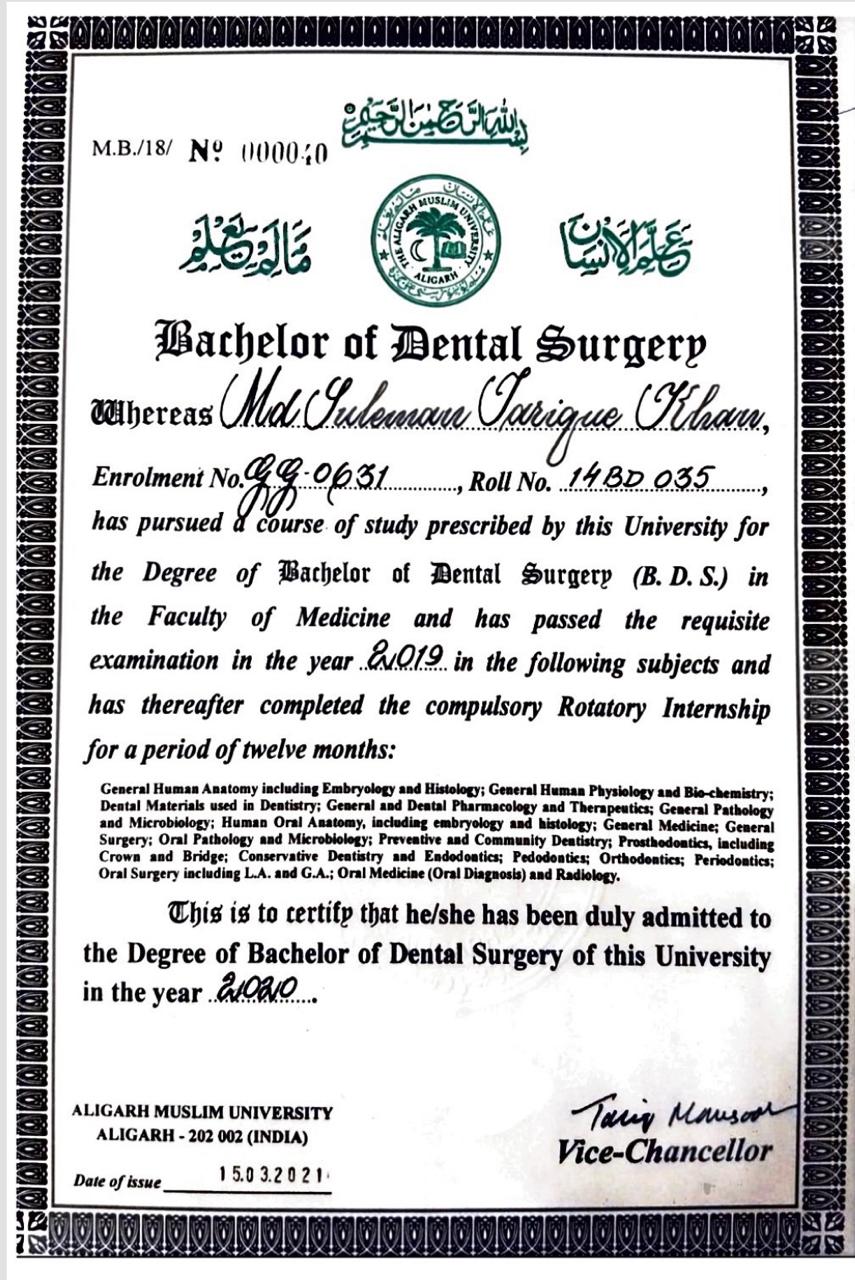 بسم الله الرحمن الرحيم
M.B./18/ Nº 000040
علم الانسان مالم يعلم
THE ALIGARH MUSLIM UNIVERSITY
ALIGARH
Bachelor of Dental Surgery
Whereas Md Suleman Tarique Khan,
Enrolment No. GG-0631, Roll No. 14BD 035,
has pursued a course of study prescribed by this University for
the Degree of Bachelor of Dental Surgery (B. D. S.) in
the Faculty of Medicine and has passed the requisite
examination in the year 2019 in the following subjects and
has thereafter completed the compulsory Rotatory Internship
for a period of twelve months:
General Human Anatomy including Embryology and Histology; General Human Physiology and Bio-chemistry;
Dental Materials used in Dentistry; General and Dental Pharmacology and Therapeutics; General Pathology
and Microbiology; Human Oral Anatomy, including embryology and histology; General Medicine; General
Surgery; Oral Pathology and Microbiology; Preventive and Community Dentistry; Prosthodontics, including
Crown and Bridge; Conservative Dentistry and Endodontics; Pedodontics; Orthodontics; Periodontics;
Oral Surgery including L.A. and G.A.; Oral Medicine (Oral Diagnosis) and Radiology.
This is to certify that he/she has been duly admitted to
the Degree of Bachelor of Dental Surgery of this University
in the year 2020.
ALIGARH MUSLIM UNIVERSITY
ALIGARH - 202 002 (INDIA)
Tariq Mansoor
Vice-Chancellor
Date of issue 15.03.2021